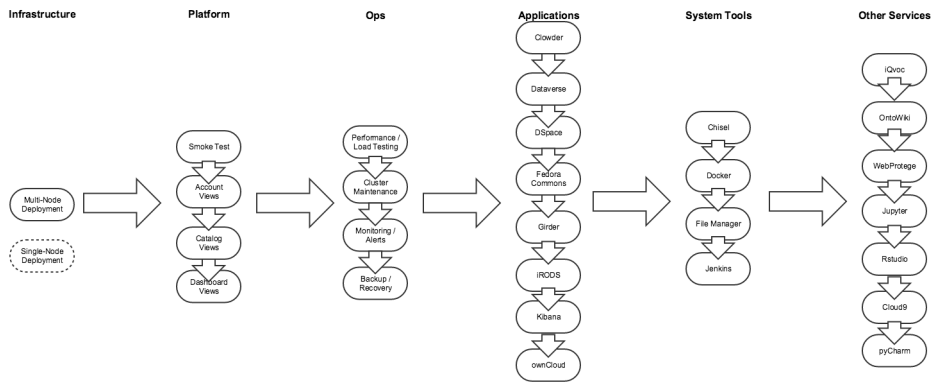 Infrastructure
Multi-Node
Deployment
Single-Node
Deployment
Platform
Smoke Test
Account
Views
Catalog
Views
Dashboard
Views
Ops
Performance /
Load Testing
Cluster
Maintenance
Monitoring /
Alerts
Backup /
Recovery
Applications
Clowder
Dataverse
DSpace
Fedora
Commons
Girder
iRODS
Kibana
ownCloud
System Tools
Chisel
Docker
File Manager
Jenkins
Other Services
iQvoc
OntoWiki
WebProtege
Jupyter
Rstudio
Cloud9
pyCharm